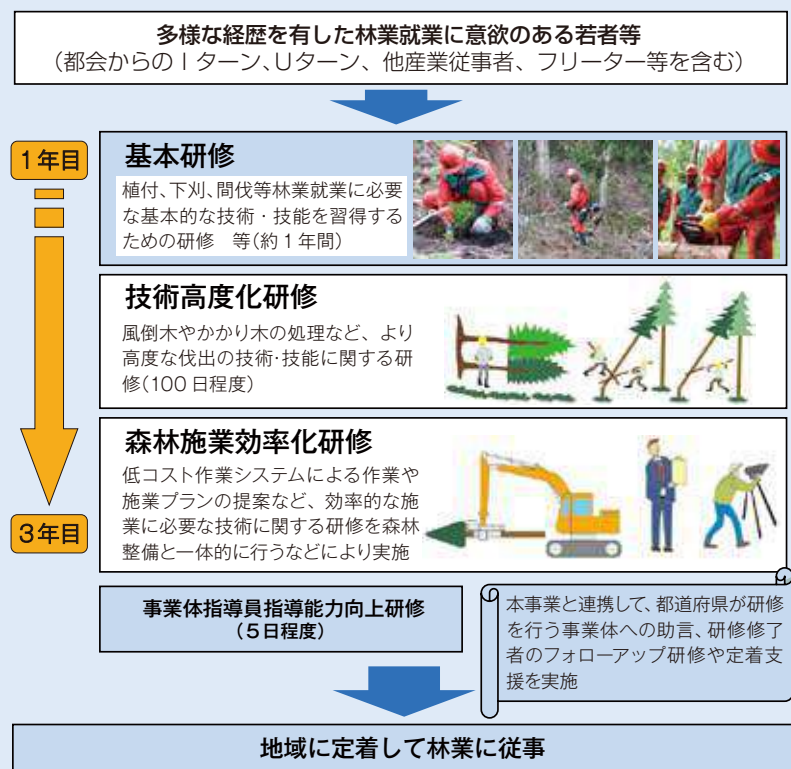 多様な経歴を有した林業就業に意欲のある若者等
（都会からのＩターン、Ｕターン、他産業従事者、フリーター等を含む）
１年目
基本研修
植付、下刈、間伐等林業就業に必要
な基本的な技術・技能を習得する
ための研修　等（約１年間）
技術高度化研修
風倒木やかかり木の処理など、より
高度な伐出の技術・技能に関する研
修（100日程度）
森林施業効率化研修
低コスト作業システムによる作業や
施業プランの提案など、効率的な施
業に必要な技術に関する研修を森林
整備と一体的に行うなどにより実施
３年目
事業体指導員指導能力向上研修
（５日程度）
本事業と連携して、都道府県が研修
を行う事業体への助言、研修修了
者のフォローアップ研修や定着支
援を実施
地域に定着して林業に従事